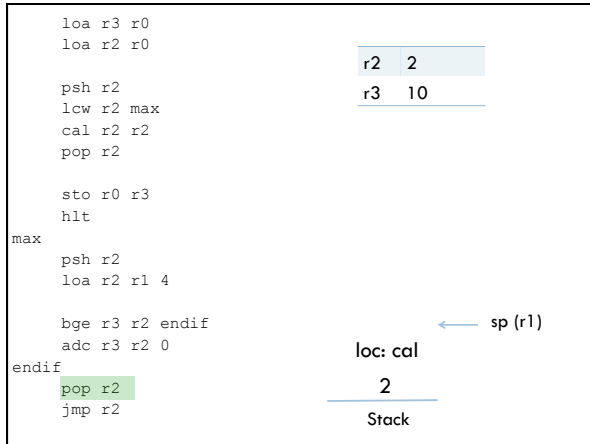 loa r3 r0
loa r2 r0
psh r2
lcw r2 max
cal r2 r2
pop r2
sto r0 r3
hlt
max
psh r2
loa r2 r1 4
bge r3 r2 endif
adc r3 r2 0
endif
pop r2
jmp r2
r2 2
r3 10
sp (r1)
loc: cal
2
Stack